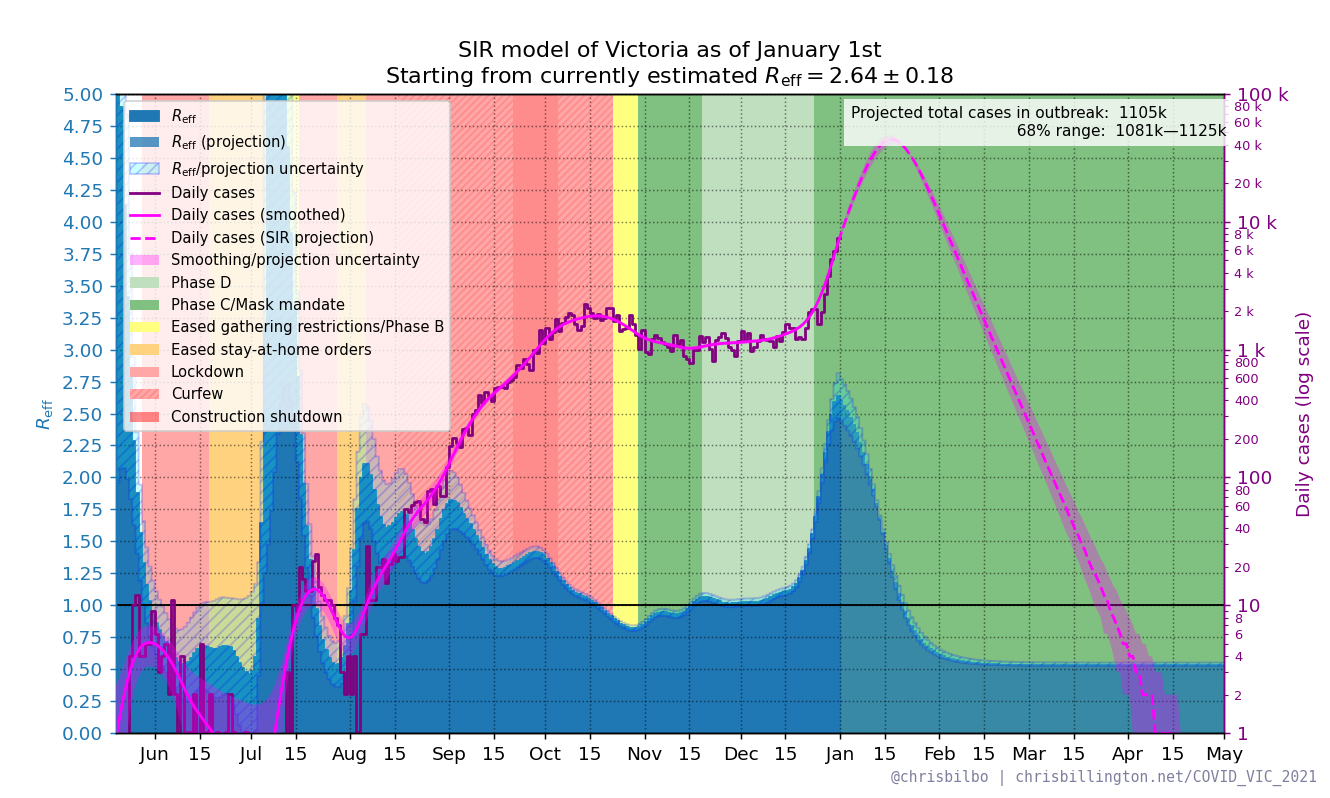 SIR model of Victoria as of January 1st
Starting from currently estimated Reff = 2.64 ± 0.18
Projected total cases in outbreak: 1105k
68% range: 1081k—1125k
Reff
Reff (projection)
Reff/projection uncertainty
Daily cases
Daily cases (smoothed)
Daily cases (SIR projection)
Smoothing/projection uncertainty
Phase D
Phase C/Mask mandate
Eased gathering restrictions/Phase B
Eased stay-at-home orders
Lockdown
Curfew
Construction shutdown
Reff
5.00
4.75
4.50
4.25
4.00
3.75
3.50
3.25
3.00
2.75
2.50
2.25
2.00
1.75
1.50
1.25
1.00
0.75
0.50
0.25
0.00
100 k
80 k
60 k
40 k
20 k
10 k
8 k
6 k
4 k
2 k
1 k
800
600
400
200
100
80
60
40
20
10
8
6
4
2
1
Daily cases (log scale)
Jun 15 Jul 15 Aug 15 Sep 15 Oct 15 Nov 15 Dec 15 Jan 15 Feb 15 Mar 15 Apr 15 May
@chrisbilbo | chrisbillington.net/COVID_VIC_2021